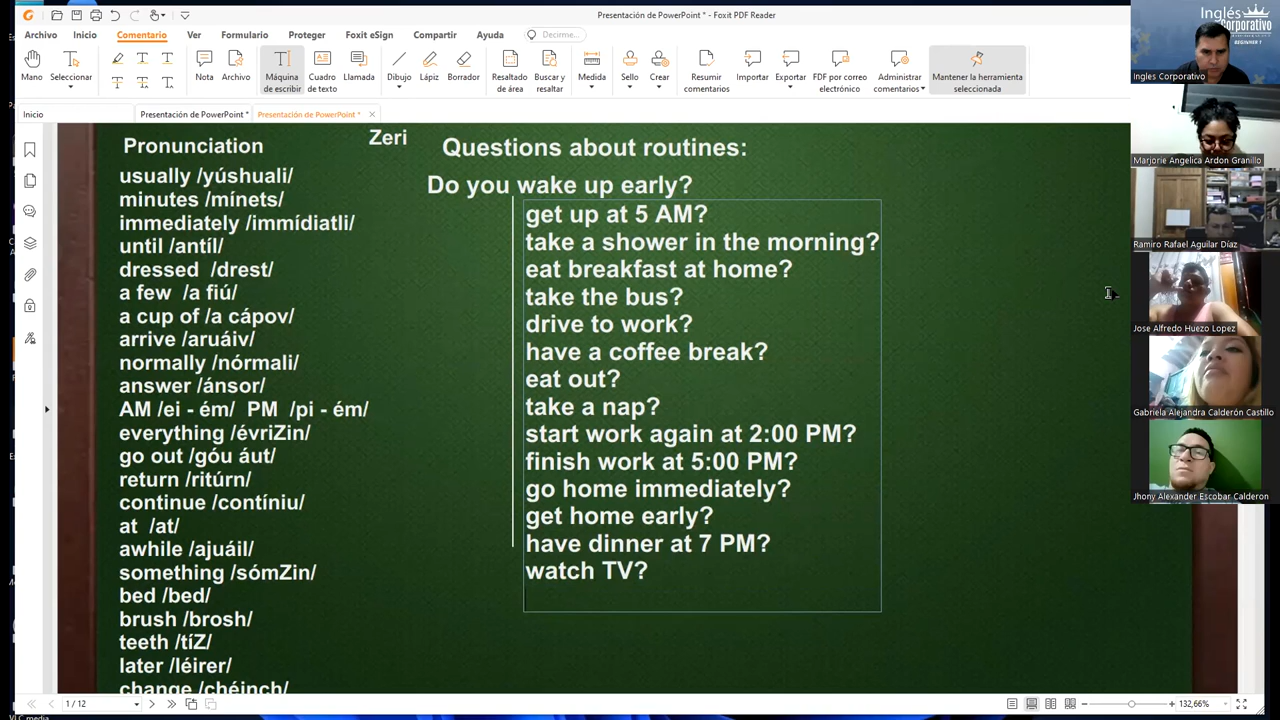 Presentación de PowerPoint * - Foxit PDF Reader
Archivo Inicio Comentario Ver Formulario Proteger Foxit eSign Compartir Ayuda Decirme...
Mano Seleccionar Nota Archivo Máquina de escribir Cuadro de texto Llamada Dibujo Lápiz Borrador Resaltado de área Buscar y resaltar Medida Sello Crear Resumir comentarios Importar Exportar PDF por correo electrónico Administrar comentarios Mantener la herramienta seleccionada
Inicio Presentación de PowerPoint * Presentación de PowerPoint *
Pronunciation
usually /yúshuali/
minutes /mínets/
immediately /immídiatli/
until /antíl/
dressed /drest/
a few /a fiú/
a cup of /a cápov/
arrive /aruáiv/
normally /nórmali/
answer /ánsor/
AM /ei - ém/ PM /pi - ém/
everything /évriZin/
go out /góu áut/
return /ritúrn/
continue /contíniu/
at /at/
awhile /ajuáil/
something /sómZin/
bed /bed/
brush /brosh/
teeth /tíZ/
later /léirer/
change /chéinch/
Zeri
Questions about routines:
Do you wake up early?
get up at 5 AM?
take a shower in the morning?
eat breakfast at home?
take the bus?
drive to work?
have a coffee break?
eat out?
take a nap?
start work again at 2:00 PM?
finish work at 5:00 PM?
go home immediately?
get home early?
have dinner at 7 PM?
watch TV?
Inglés
Corporativo
BEGINNER 1
Ingles Corporativo
Marjorie Angelica Ardon Granillo
Ramiro Rafael Aguilar Díaz
Jose Alfredo Huezo Lopez
Gabriela Alejandra Calderón Castillo
Jhony Alexander Escobar Calderon
1 / 12
132,66%
VLC media